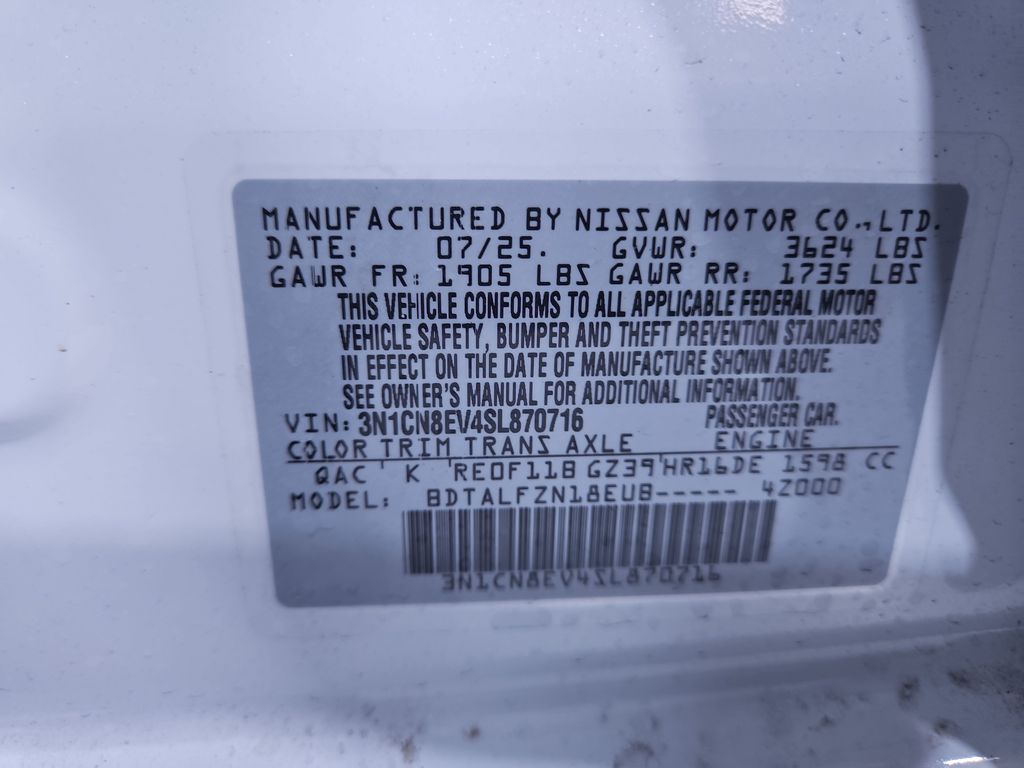 MANUFACTURED BY NISSAN MOTOR CO., LTD.
DATE: 07/25. GVWR: 3624 LBS
GAWR FR: 1905 LBS GAWR RR: 1735 LBS
THIS VEHICLE CONFORMS TO ALL APPLICABLE FEDERAL MOTOR
VEHICLE SAFETY, BUMPER AND THEFT PREVENTION STANDARDS
IN EFFECT ON THE DATE OF MANUFACTURE SHOWN ABOVE.
SEE OWNER'S MANUAL FOR ADDITIONAL INFORMATION.
VIN: 3N1CN8EV4SL870716 PASSENGER CAR.
COLOR TRIM TRANS AXLE ENGINE
QAC K RE0F11B GZ39 HR16DE 1598 CC
MODEL: BDTALFZN18EUB----- 4Z000
3N1CN8EV4SL870716